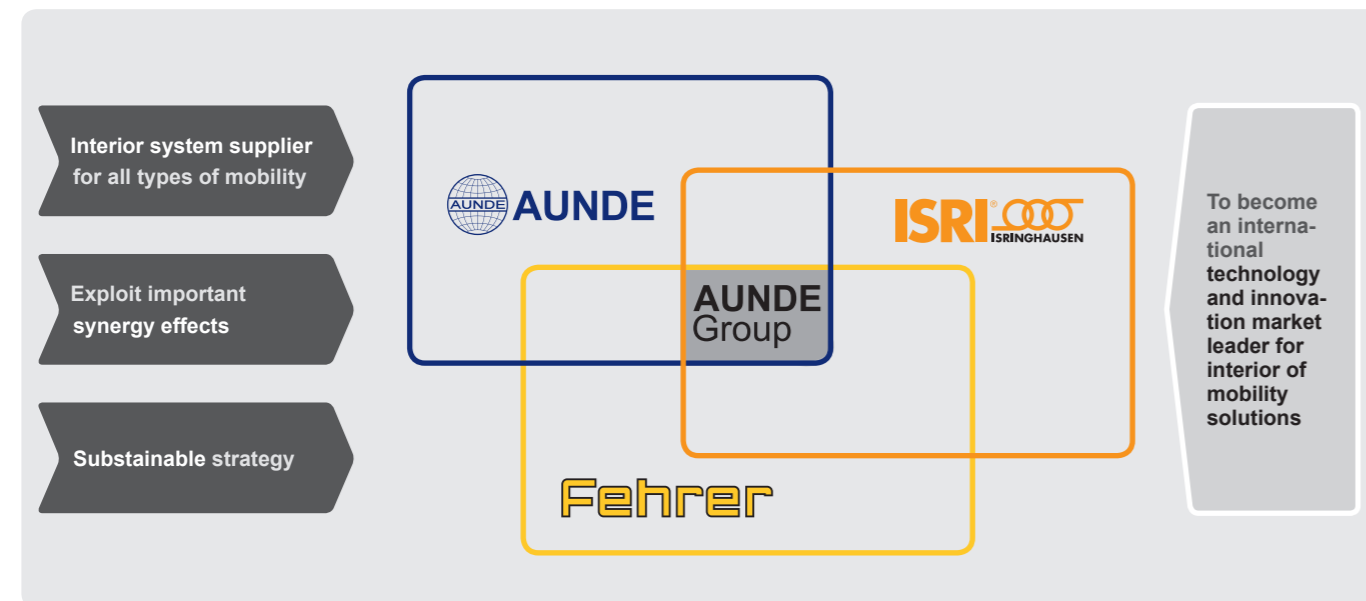 Interior system supplier
for all types of mobility
Exploit important
synergy effects
Substainable strategy
AUNDE AUNDE
ISRI® ISRINGHAUSEN
AUNDE
Group
Fehrer
To become
an interna-
tional
technology
and innova-
tion market
leader for
interior of
mobility
solutions